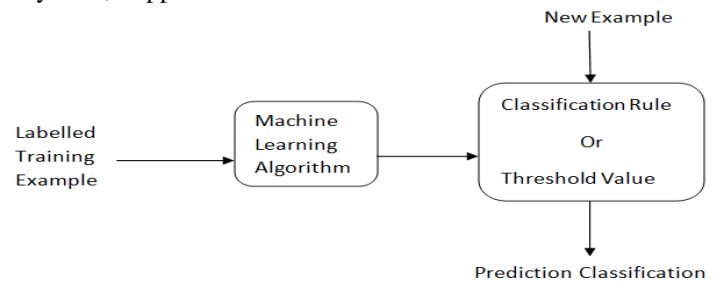 New Example
Labelled
Training
Example
Machine
Learning
Algorithm
Classification Rule
Or
Threshold Value
Prediction Classification